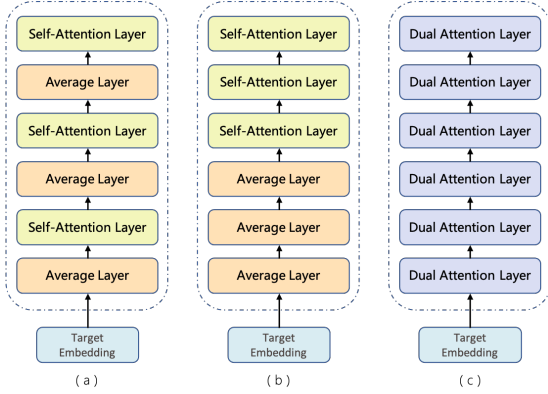 Self-Attention Layer
Average Layer
Self-Attention Layer
Average Layer
Self-Attention Layer
Average Layer
Target
Embedding
( a )
Self-Attention Layer
Self-Attention Layer
Self-Attention Layer
Average Layer
Average Layer
Average Layer
Target
Embedding
( b )
Dual Attention Layer
Dual Attention Layer
Dual Attention Layer
Dual Attention Layer
Dual Attention Layer
Dual Attention Layer
Target
Embedding
( c )